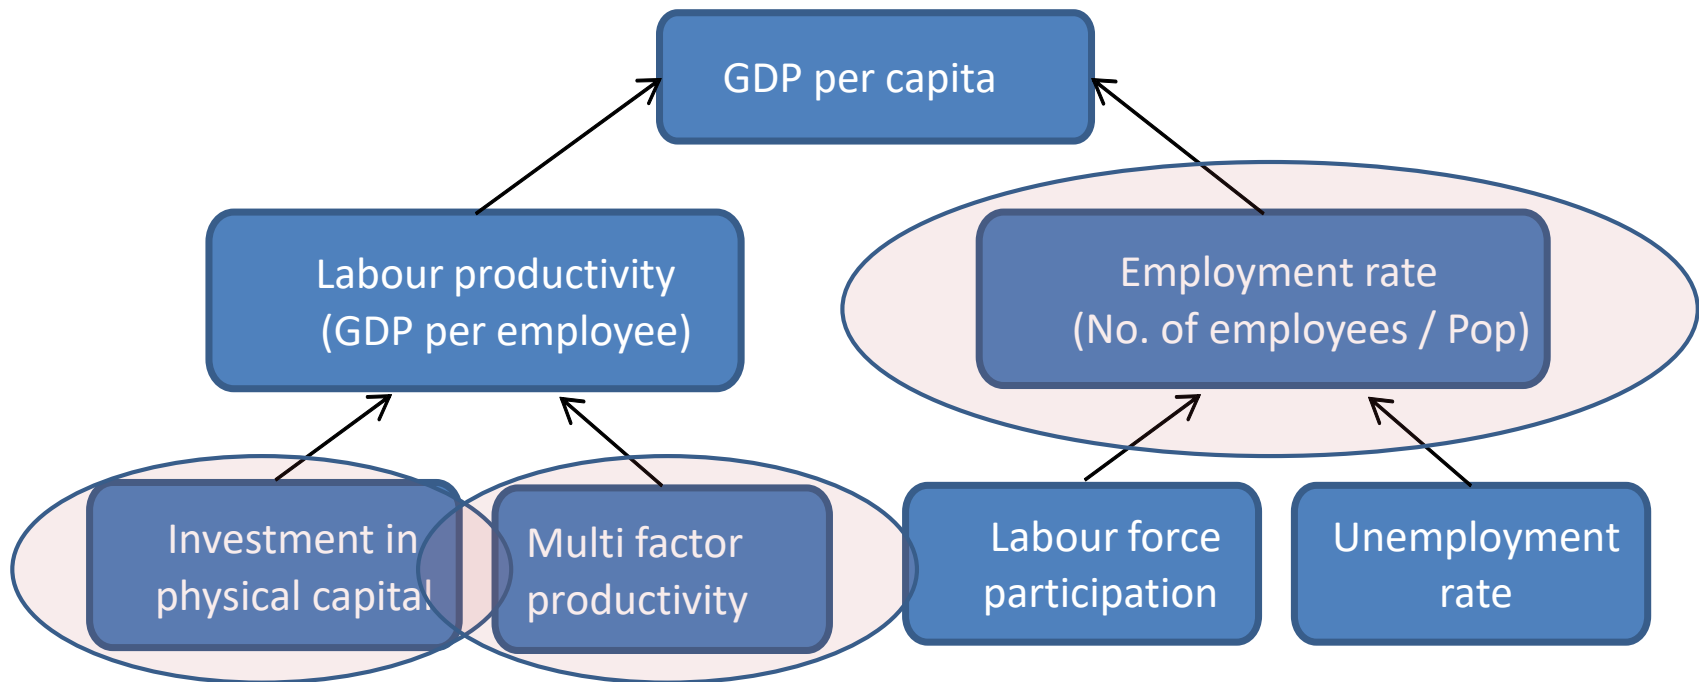 GDP per capita
Labour productivity
(GDP per employee)
Employment rate
(No. of employees / Pop)
Investment in
physical capital
Multi factor
productivity
Labour force
participation
Unemployment
rate